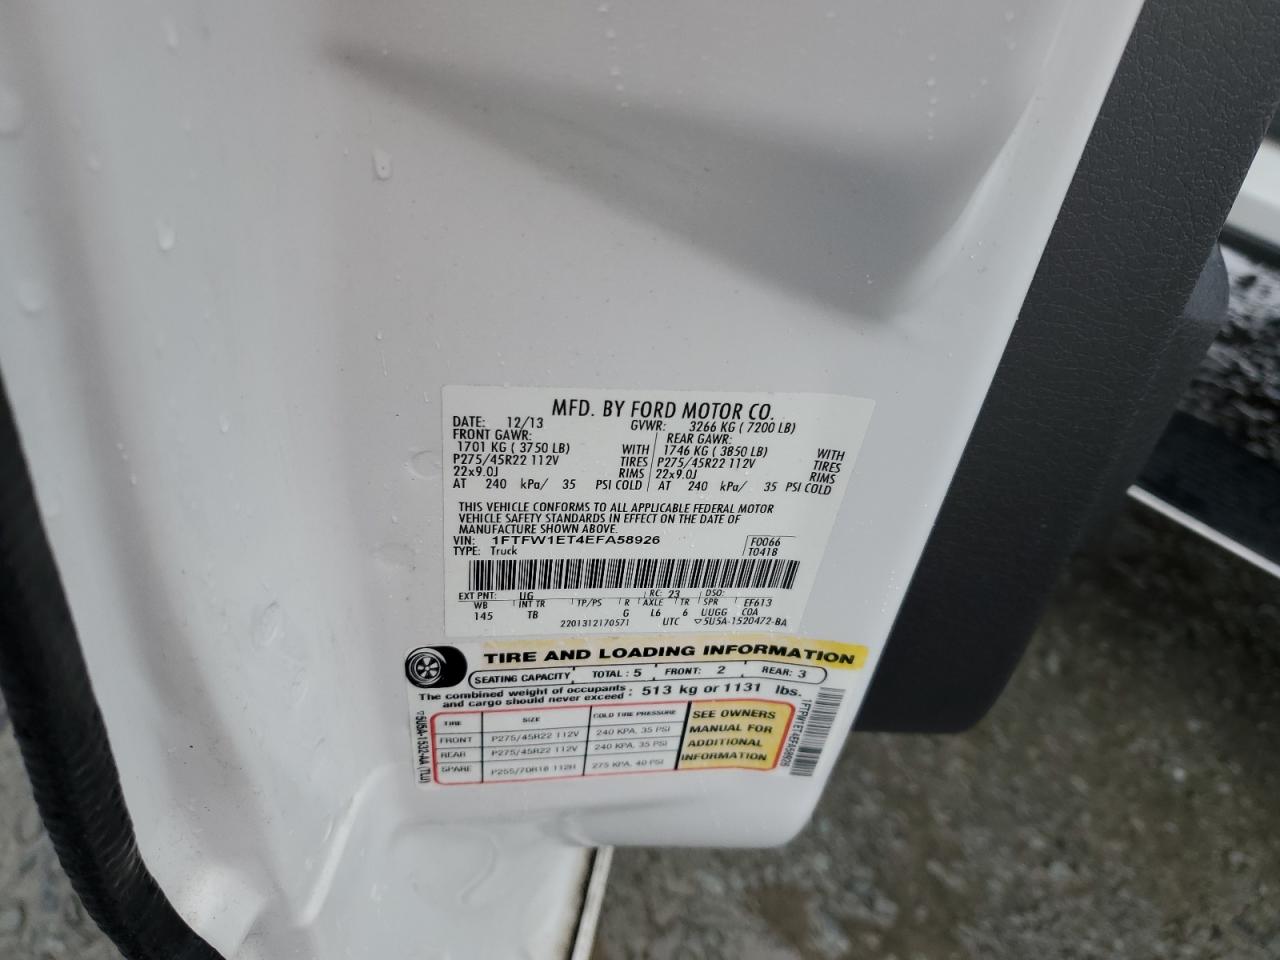 MFD. BY FORD MOTOR CO.
DATE: 12/13 GVWR: 3266 KG ( 7200 LB)
FRONT GAWR: REAR GAWR:
1701 KG ( 3750 LB) WITH 1746 KG ( 3850 LB) WITH
P275/45R22 112V TIRES P275/45R22 112V TIRES
22x9.0J RIMS 22x9.0J RIMS
AT 240 kPa/ 35 PSI COLD AT 240 kPa/ 35 PSI COLD
THIS VEHICLE CONFORMS TO ALL APPLICABLE FEDERAL MOTOR
VEHICLE SAFETY STANDARDS IN EFFECT ON THE DATE OF
MANUFACTURE SHOWN ABOVE.
VIN: 1FTFW1ET4EFA58926 F0066
TYPE: Truck T041B
EXT PNT: UG RC: 23 DSO:
WB INT TR TP/PS R AXLE TR SPR EF613
145 TB G L6 6 UUGG COA
2201312170571 UTC ▽5U5A-1520472-BA
TIRE AND LOADING INFORMATION
SEATING CAPACITY TOTAL : 5 FRONT: 2 REAR: 3
The combined weight of occupants
and cargo should never exceed : 513 kg or 1131 lbs.
TIRE SIZE COLD TIRE PRESSURE
FRONT P275/45R22 112V 240 KPA, 35 PSI
REAR P275/45R22 112V 240 KPA, 35 PSI
SPARE P255/70R18 112H 275 KPA, 40 PSI
SEE OWNERS
MANUAL FOR
ADDITIONAL
INFORMATION
▽5U5A-1532-AA (TLU)
1FTFW1ET4EFA58926